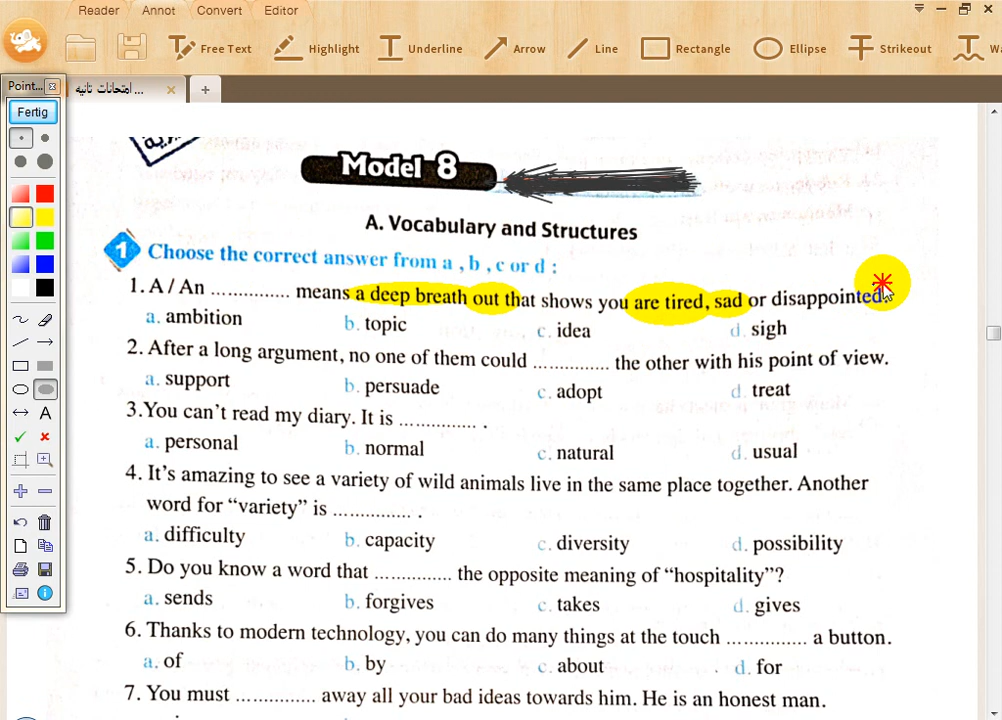 Reader Annot Convert Editor
Free Text Highlight Underline Arrow Line Rectangle Ellipse Strikeout
Point...
امتحانات ثانيه ...
Fertig
Model 8
A. Vocabulary and Structures
1 Choose the correct answer from a , b , c or d :
1. A / An .............. means a deep breath out that shows you are tired, sad or disappointed.
a. ambition b. topic c. idea d. sigh
2. After a long argument, no one of them could .............. the other with his point of view.
a. support b. persuade c. adopt d. treat
3.You can't read my diary. It is .............. .
a. personal b. normal c. natural d. usual
4. It's amazing to see a variety of wild animals live in the same place together. Another
word for “variety” is .............. .
a. difficulty b. capacity c. diversity d. possibility
5. Do you know a word that .............. the opposite meaning of “hospitality”?
a. sends b. forgives c. takes d. gives
6. Thanks to modern technology, you can do many things at the touch .............. a button.
a. of b. by c. about d. for
7. You must .............. away all your bad ideas towards him. He is an honest man.